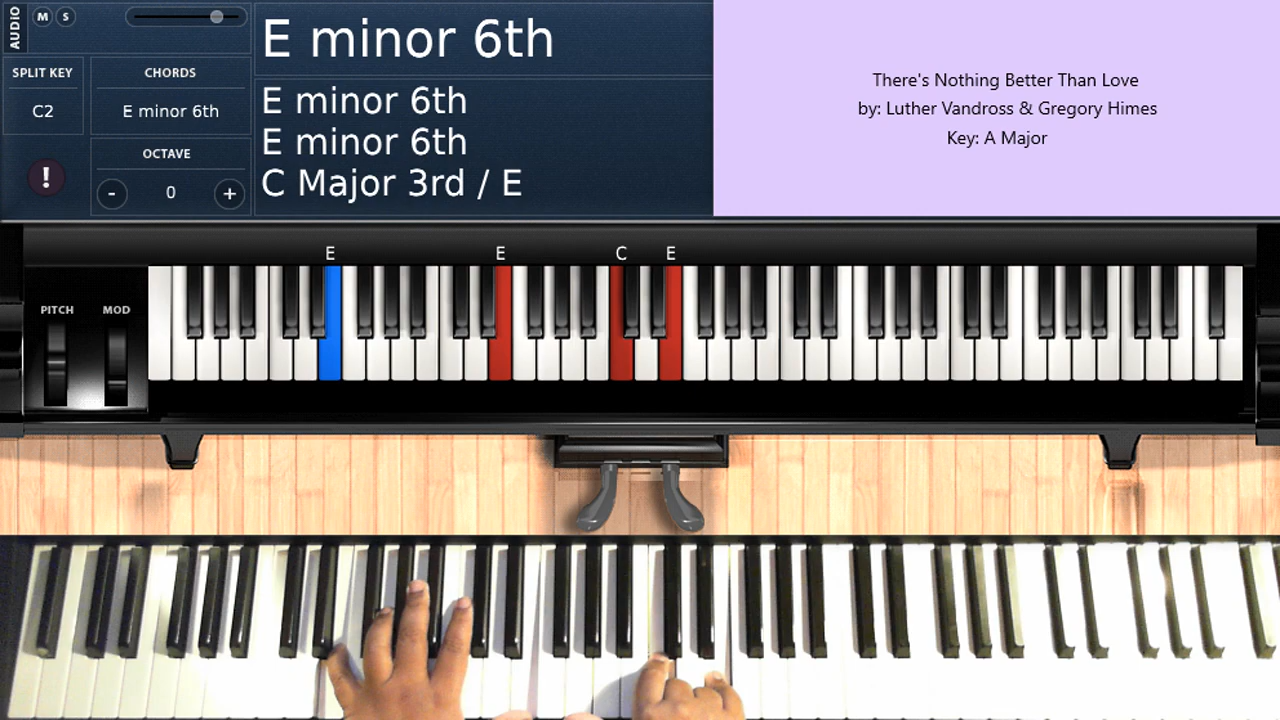 AUDIO
M S
E minor 6th
SPLIT KEY
CHORDS
C2
E minor 6th
E minor 6th
E minor 6th
C Major 3rd / E
OCTAVE
!
- 0 +
There's Nothing Better Than Love
by: Luther Vandross & Gregory Himes
Key: A Major
E E C E
PITCH MOD